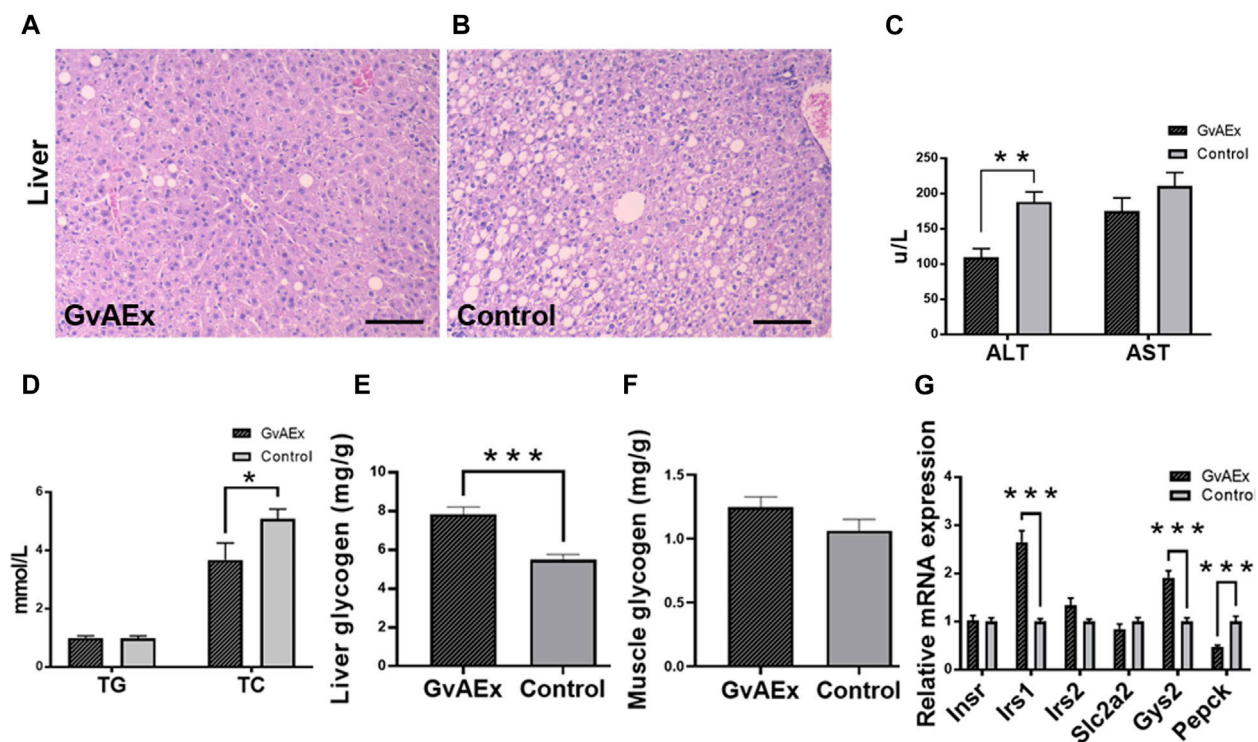 A
B
C
Liver
GvAEx
Control
GvAEx
Control
* *
u/L
250
200
150
100
50
0
ALT
AST
D
E
F
G
GvAEx
Control
*
mmol/L
6
4
2
0
TG
TC
Liver glycogen (mg/g)
* * *
10
8
6
4
2
0
GvAEx
Control
Muscle glycogen (mg/g)
1.5
1.0
0.5
0.0
GvAEx
Control
Relative mRNA expression
GvAEx
Control
* * *
* * *
* * *
4
3
2
1
0
Insr
Irs1
Irs2
Slc2a2
Gys2
Pepck